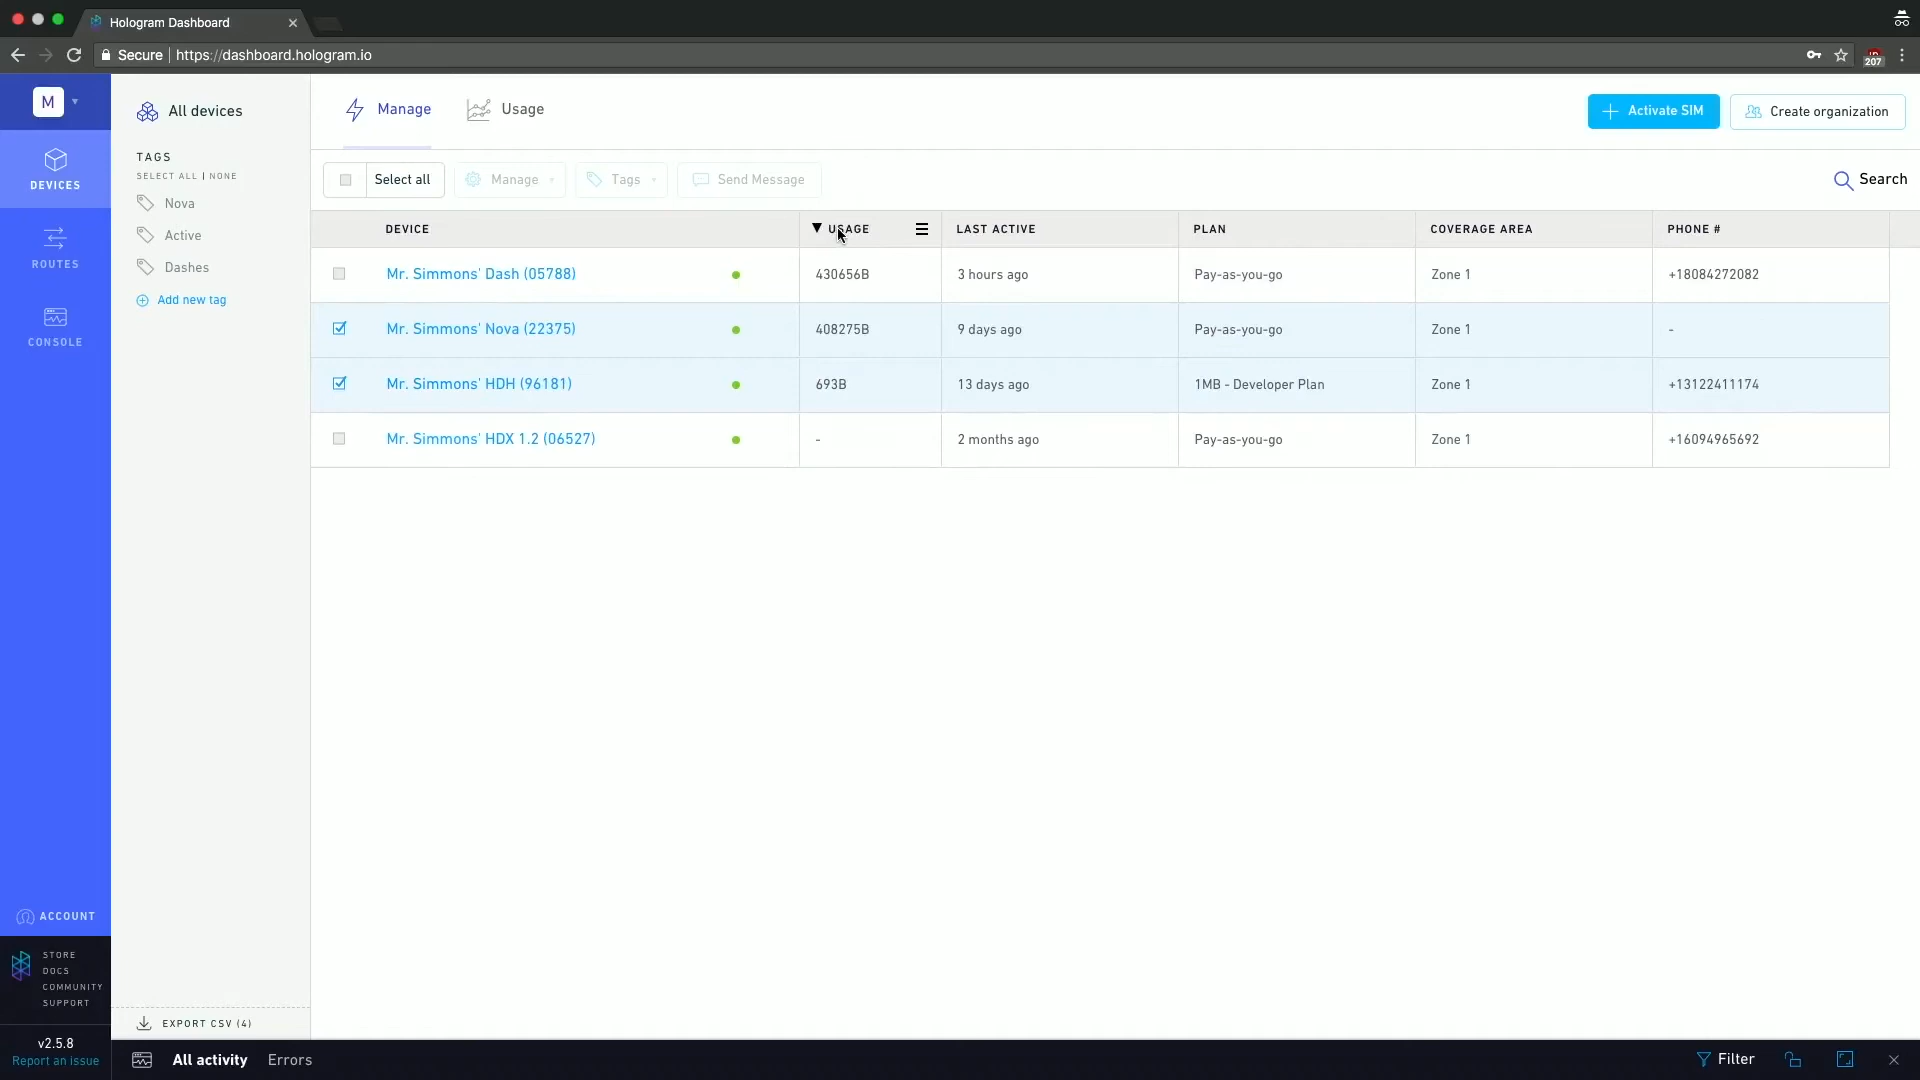 Hologram Dashboard
Secure https://dashboard.hologram.io
207
M
All devices
Manage
Usage
Activate SIM
Create organization
TAGS
SELECT ALL | NONE
Nova
Active
Dashes
Add new tag
DEVICES
ROUTES
CONSOLE
Select all
Manage
Tags
Send Message
Search
DEVICE USAGE LAST ACTIVE PLAN COVERAGE AREA PHONE #
Mr. Simmons' Dash (05788) 430656B 3 hours ago Pay-as-you-go Zone 1 +18084272082
Mr. Simmons' Nova (22375) 408275B 9 days ago Pay-as-you-go Zone 1 -
Mr. Simmons' HDH (96181) 693B 13 days ago 1MB - Developer Plan Zone 1 +13122411174
Mr. Simmons' HDX 1.2 (06527) - 2 months ago Pay-as-you-go Zone 1 +16094965692
ACCOUNT
STORE
DOCS
COMMUNITY
SUPPORT
EXPORT CSV (4)
v2.5.8
Report an issue
All activity
Errors
Filter